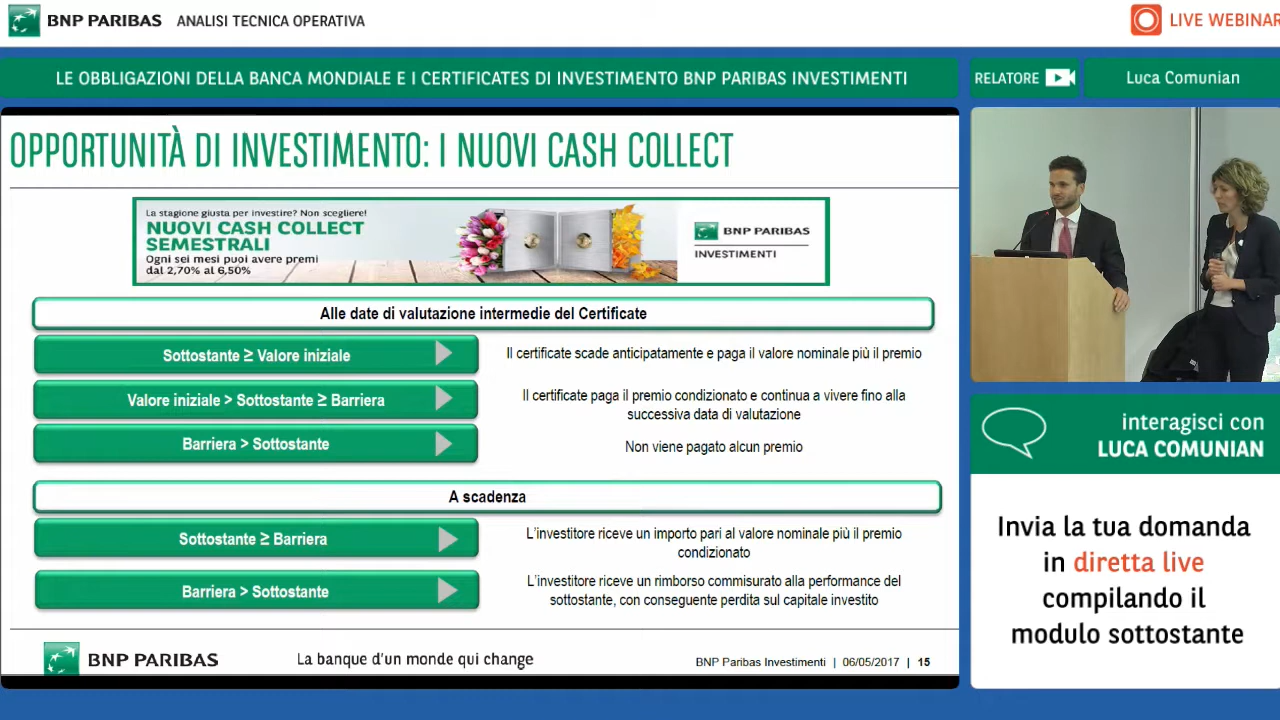 BNP PARIBAS ANALISI TECNICA OPERATIVA
LIVE WEBINAR
LE OBBLIGAZIONI DELLA BANCA MONDIALE E I CERTIFICATES DI INVESTIMENTO BNP PARIBAS INVESTIMENTI
RELATORE
Luca Comunian
OPPORTUNITÀ DI INVESTIMENTO: I NUOVI CASH COLLECT
La stagione giusta per investire? Non scegliere!
NUOVI CASH COLLECT
SEMESTRALI
Ogni sei mesi puoi avere premi
dal 2,70% al 6,50%
BNP PARIBAS
INVESTIMENTI
Alle date di valutazione intermedie del Certificate
Sottostante ≥ Valore iniziale
Il certificate scade anticipatamente e paga il valore nominale più il premio
Valore iniziale > Sottostante ≥ Barriera
Il certificate paga il premio condizionato e continua a vivere fino alla
successiva data di valutazione
Barriera > Sottostante
Non viene pagato alcun premio
A scadenza
Sottostante ≥ Barriera
L'investitore riceve un importo pari al valore nominale più il premio
condizionato
Barriera > Sottostante
L'investitore riceve un rimborso commisurato alla performance del
sottostante, con conseguente perdita sul capitale investito
BNP PARIBAS
La banque d'un monde qui change
BNP Paribas Investimenti | 06/05/2017 | 15
interagisci con
LUCA COMUNIAN
Invia la tua domanda
in diretta live
compilando il
modulo sottostante